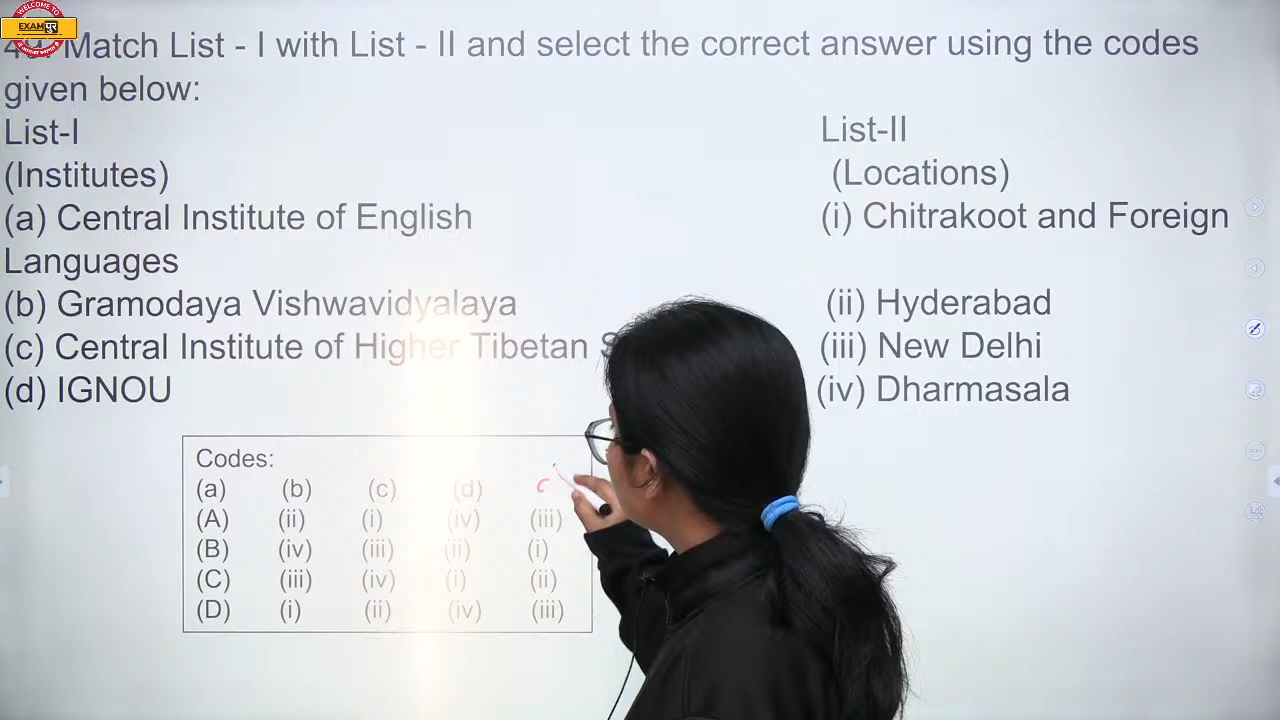 WELCOME TO
EXAM पुर
Match List - I with List - II and select the correct answer using the codes
given below:
List-I List-II
(Institutes) (Locations)
(a) Central Institute of English (i) Chitrakoot and Foreign
Languages
(b) Gramodaya Vishwavidyalaya (ii) Hyderabad
(c) Central Institute of Higher Tibetan (iii) New Delhi
(d) IGNOU (iv) Dharmasala
Codes:
(a) (b) (c) (d)
(A) (ii) (i) (iv) (iii)
(B) (iv) (iii) (ii) (i)
(C) (iii) (iv) (i) (ii)
(D) (i) (ii) (iv) (iii)